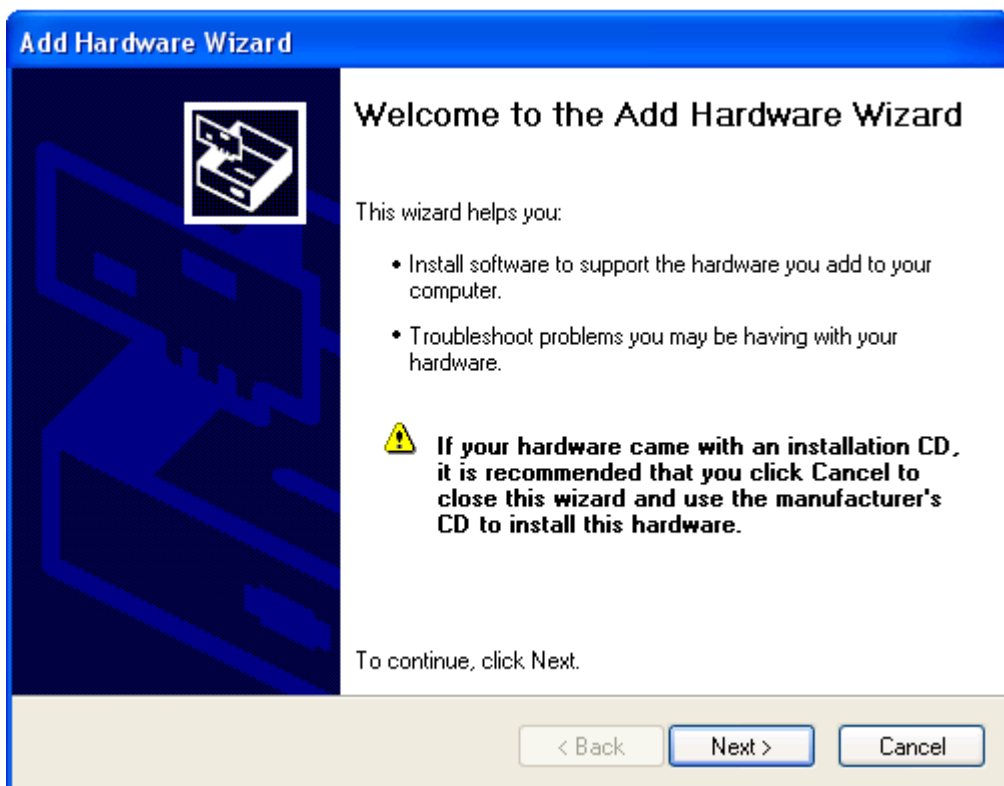 Add Hardware Wizard
Welcome to the Add Hardware Wizard
This wizard helps you:
• Install software to support the hardware you add to your
computer.
• Troubleshoot problems you may be having with your
hardware.
If your hardware came with an installation CD,
it is recommended that you click Cancel to
close this wizard and use the manufacturer's
CD to install this hardware.
To continue, click Next.
< Back Next > Cancel